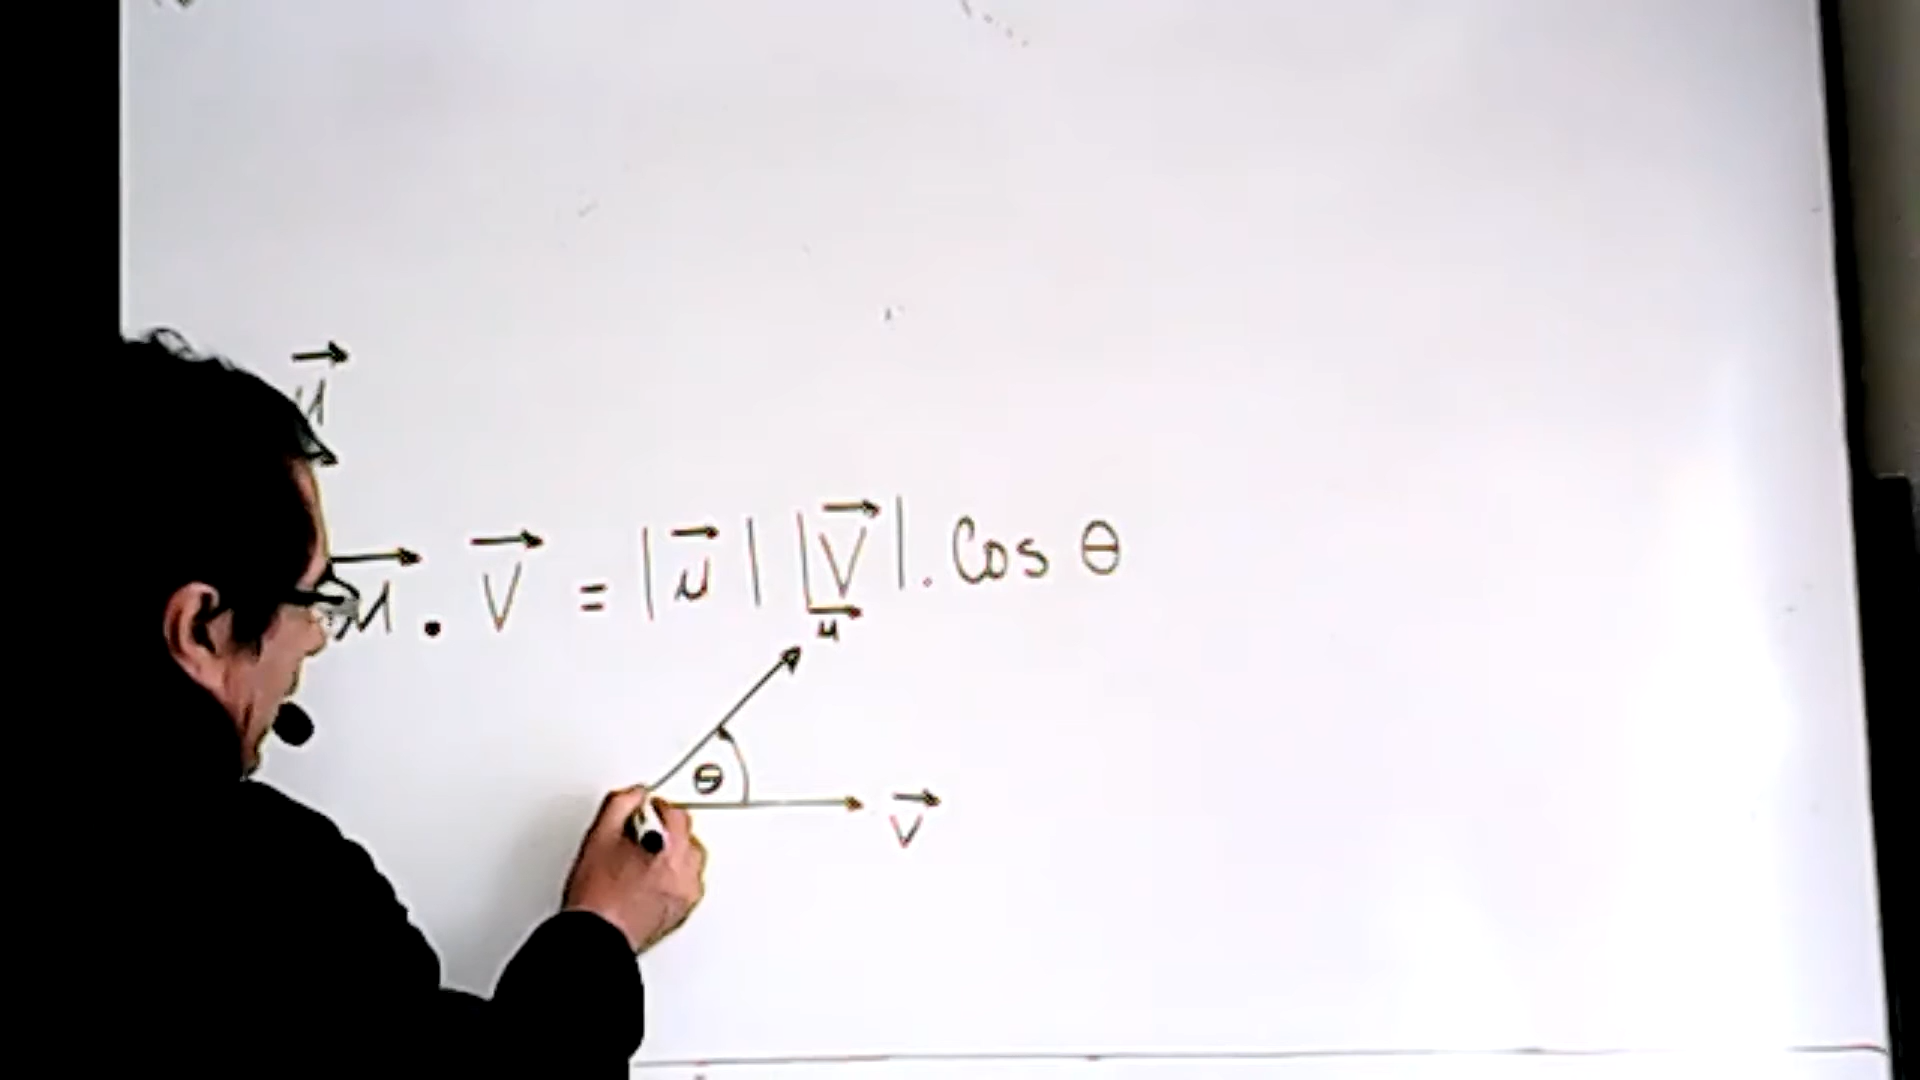 →
u
→ → → →
u . V = |u| |V| . Cos θ
→
u
θ
→
V